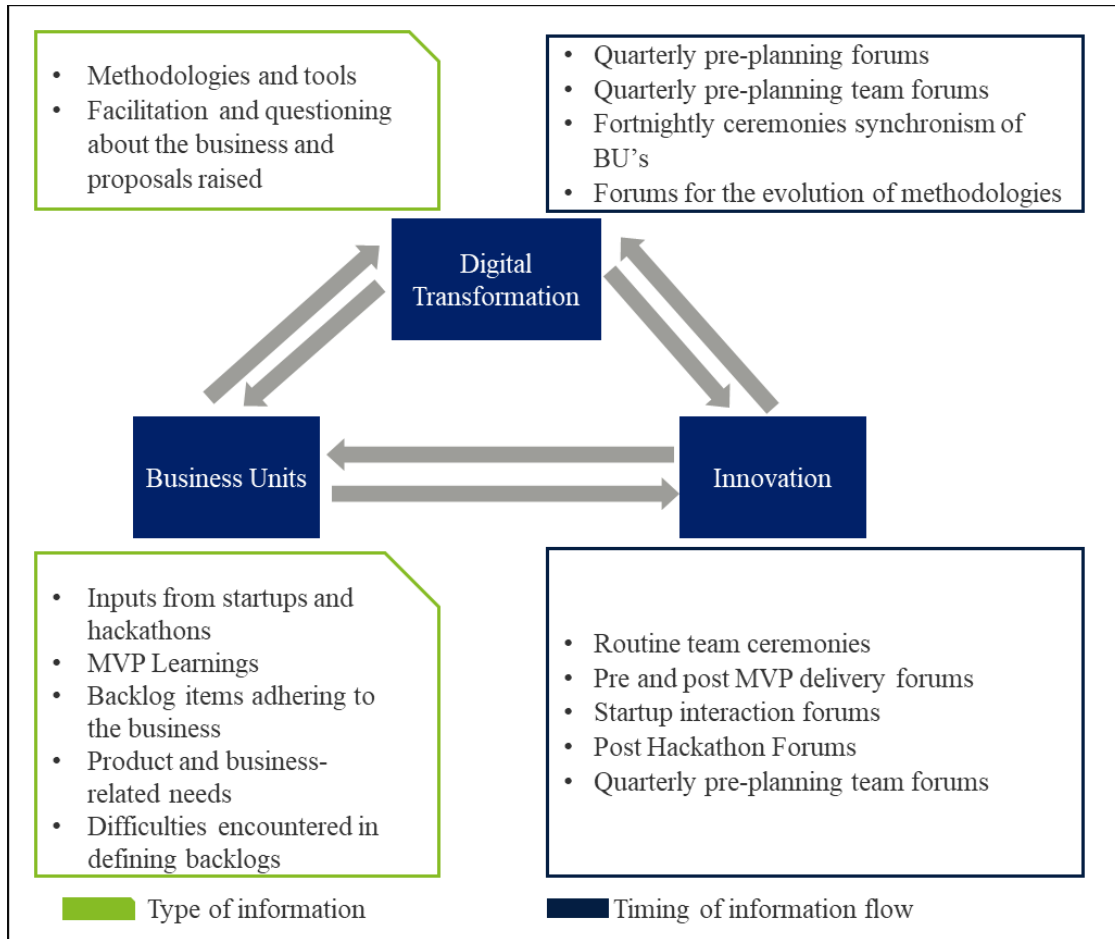 • Methodologies and tools
• Facilitation and questioning
about the business and
proposals raised
• Quarterly pre-planning forums
• Quarterly pre-planning team forums
• Fortnightly ceremonies synchronism of
BU’s
• Forums for the evolution of methodologies
Digital
Transformation
Business Units
Innovation
• Inputs from startups and
hackathons
• MVP Learnings
• Backlog items adhering to
the business
• Product and business-
related needs
• Difficulties encountered in
defining backlogs
• Routine team ceremonies
• Pre and post MVP delivery forums
• Startup interaction forums
• Post Hackathon Forums
• Quarterly pre-planning team forums
Type of information
Timing of information flow